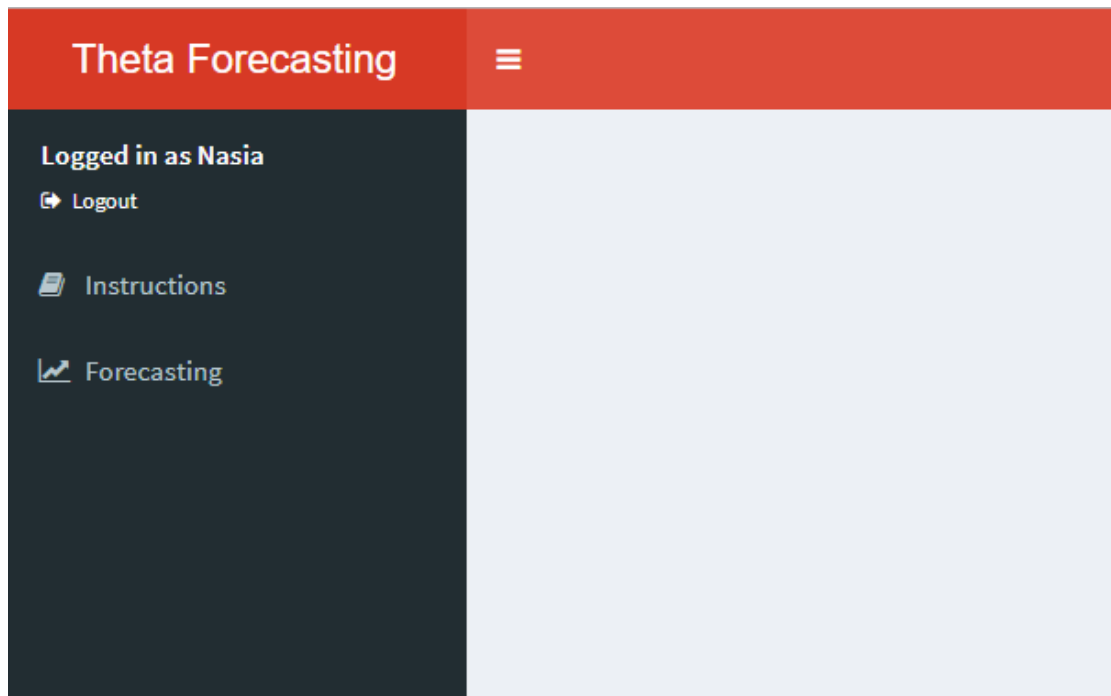 Theta Forecasting
Logged in as Nasia
Logout
Instructions
Forecasting